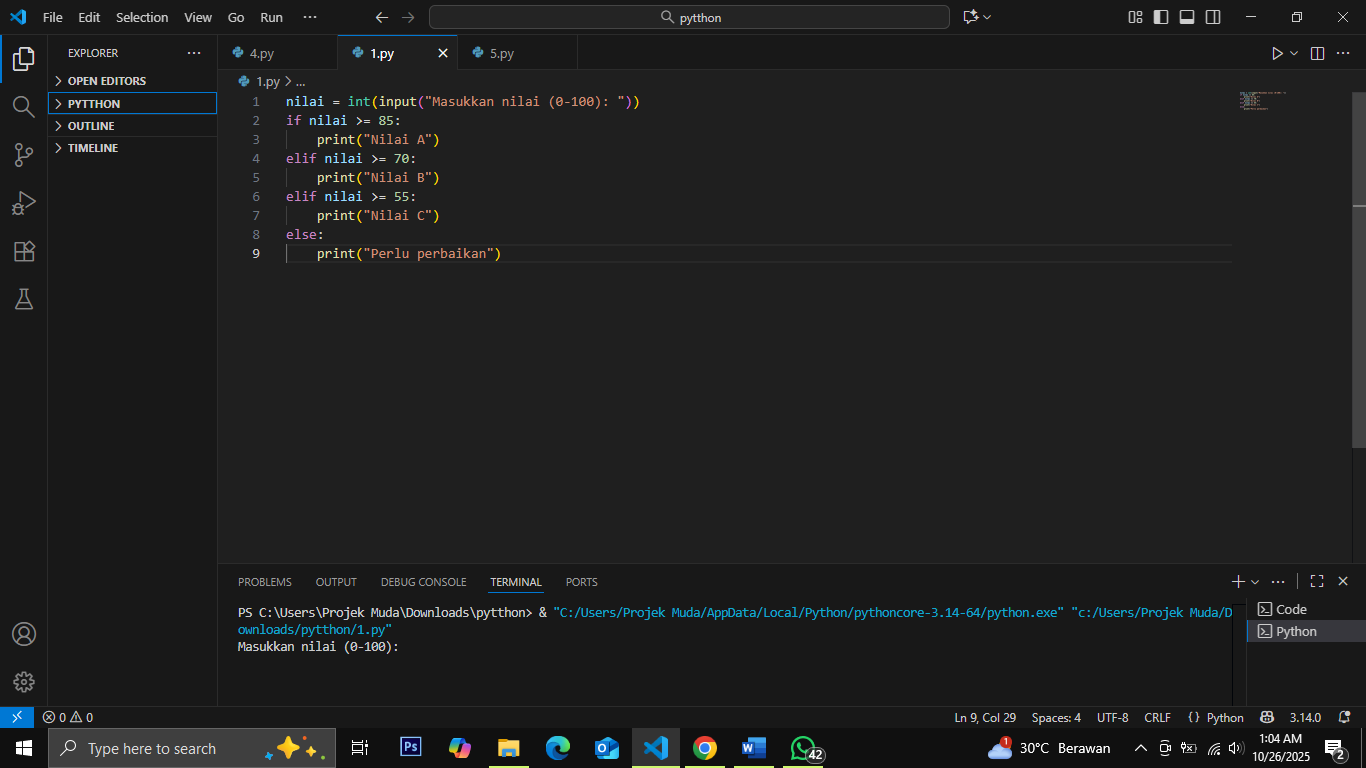 File Edit Selection View Go Run ··· pytthon
EXPLORER ···
OPEN EDITORS
PYTTHON
OUTLINE
TIMELINE
4.py 1.py 5.py
1.py > ...
1 nilai = int(input("Masukkan nilai (0-100): "))
2 if nilai >= 85:
3 print("Nilai A")
4 elif nilai >= 70:
5 print("Nilai B")
6 elif nilai >= 55:
7 print("Nilai C")
8 else:
9 print("Perlu perbaikan")
PROBLEMS OUTPUT DEBUG CONSOLE TERMINAL PORTS
PS C:\Users\Projek Muda\Downloads\pytthon> & "C:/Users/Projek Muda/AppData/Local/Python/pythoncore-3.14-64/python.exe" "c:/Users/Projek Muda/D
ownloads/pytthon/1.py"
Masukkan nilai (0-100):
Code
Python
0 0 Ln 9, Col 29 Spaces: 4 UTF-8 CRLF { } Python 3.14.0
Type here to search Ps 42 1 30°C Berawan 1:04 AM
10/26/2025 2